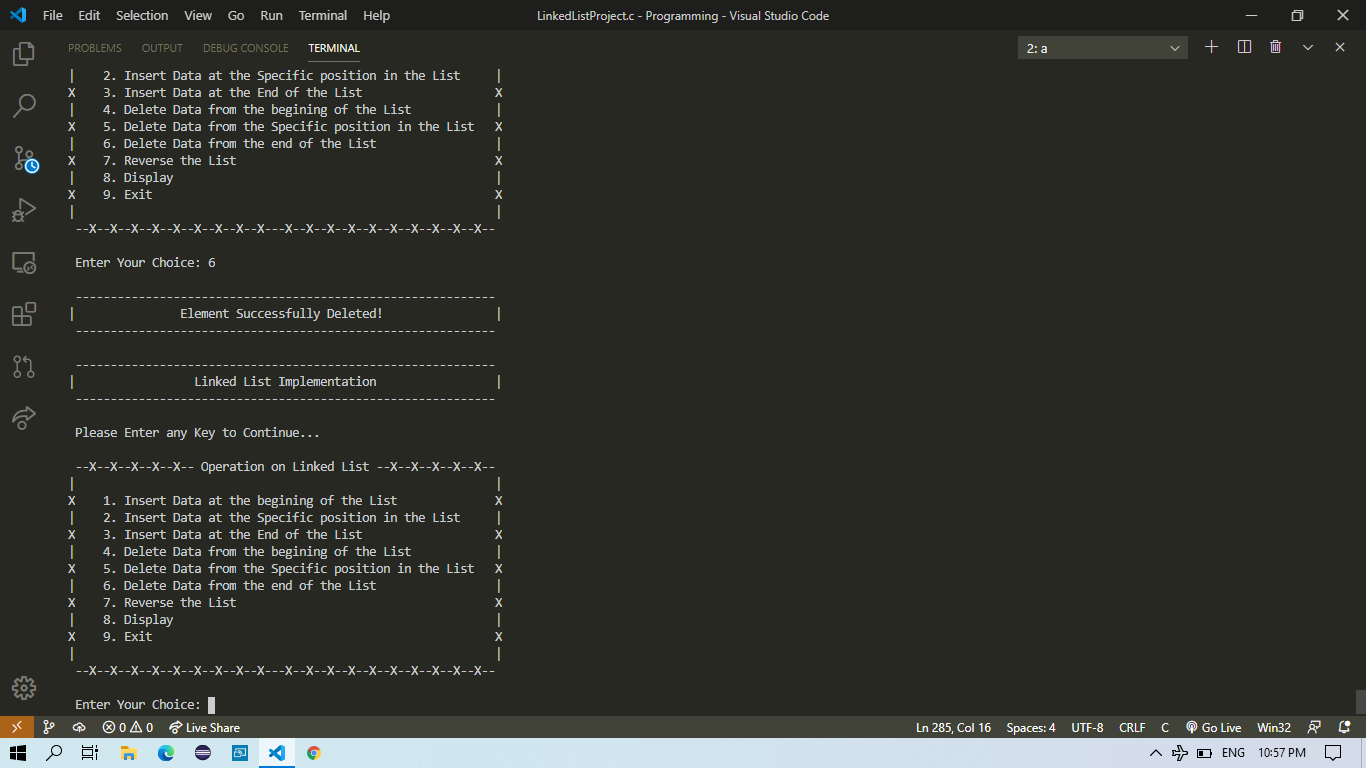 File Edit Selection View Go Run Terminal Help LinkedListProject.c - Programming - Visual Studio Code
PROBLEMS OUTPUT DEBUG CONSOLE TERMINAL 2: a
| 2. Insert Data at the Specific position in the List |
X 3. Insert Data at the End of the List X
| 4. Delete Data from the begining of the List |
X 5. Delete Data from the Specific position in the List X
| 6. Delete Data from the end of the List |
X 7. Reverse the List X
| 8. Display |
X 9. Exit X
| |
--X--X--X--X--X--X--X--X--X---X--X--X--X--X--X--X--X--X--X--
Enter Your Choice: 6
------------------------------------------------------------
| Element Successfully Deleted! |
------------------------------------------------------------
------------------------------------------------------------
| Linked List Implementation |
------------------------------------------------------------
Please Enter any Key to Continue...
--X--X--X--X--X-- Operation on Linked List --X--X--X--X--X--
| |
X 1. Insert Data at the begining of the List X
| 2. Insert Data at the Specific position in the List |
X 3. Insert Data at the End of the List X
| 4. Delete Data from the begining of the List |
X 5. Delete Data from the Specific position in the List X
| 6. Delete Data from the end of the List |
X 7. Reverse the List X
| 8. Display |
X 9. Exit X
| |
--X--X--X--X--X--X--X--X--X---X--X--X--X--X--X--X--X--X--X--
Enter Your Choice:
0 0 Live Share Ln 285, Col 16 Spaces: 4 UTF-8 CRLF C Go Live Win32
ENG 10:57 PM